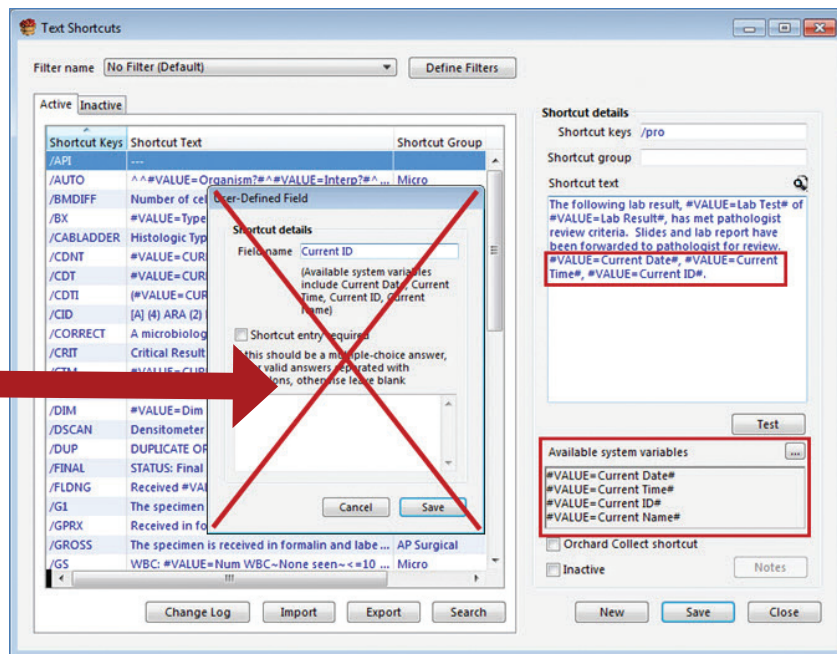 Text Shortcuts
Filter name No Filter (Default) Define Filters
Active Inactive
Shortcut Keys Shortcut Text Shortcut Group
/API ---
/AUTO ^^#VALUE=Organism?#^#VALUE=Interp?#^ ... Micro
/BMDIFF Number of cel
/BX #VALUE=Type
/CABLADDER Histologic Typ
/CDNT #VALUE=CUR
/CDT #VALUE=CUR
/CDTI (#VALUE=CUR
/CID [A] (4) ARA (2)
/CORRECT A microbiolog
/CRIT Critical Result
/CTM #VALUE=CUR
/DIM #VALUE=Dim
/DSCAN Densitometer
/DUP DUPLICATE OR
/FINAL STATUS: Final
/FLDNG Received #VAL
/G1 The specimen
/GPRX Received in fo
/GROSS The specimen is received in formalin and labe ... AP Surgical
/GS WBC: #VALUE=Num WBC~None seen~<=10 ... Micro
Change Log Import Export Search
User-Defined Field
Shortcut details
Field name Current ID
(Available system variables
include Current Date, Current
Time, Current ID, Current
Name)
Shortcut entry required
this should be a multiple-choice answer,
valid answers separated with
otherwise leave blank
Cancel Save
Shortcut details
Shortcut keys /pro
Shortcut group
Shortcut text
The following lab result, #VALUE=Lab Test# of
#VALUE=Lab Result#, has met pathologist
review criteria. Slides and lab report have
been forwarded to pathologist for review.
#VALUE=Current Date#, #VALUE=Current
Time#, #VALUE=Current ID#.
Test
Available system variables ...
#VALUE=Current Date#
#VALUE=Current Time#
#VALUE=Current ID#
#VALUE=Current Name#
Orchard Collect shortcut
Inactive Notes
New Save Close